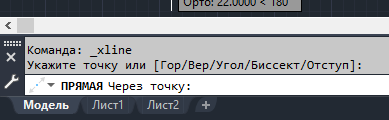 Орто: 22.0000 < 180°
Команда: _xline
Укажите точку или [Гор/Вер/Угол/Биссект/Отступ]:
ПРЯМАЯ Через точку:
Модель Лист1 Лист2 +